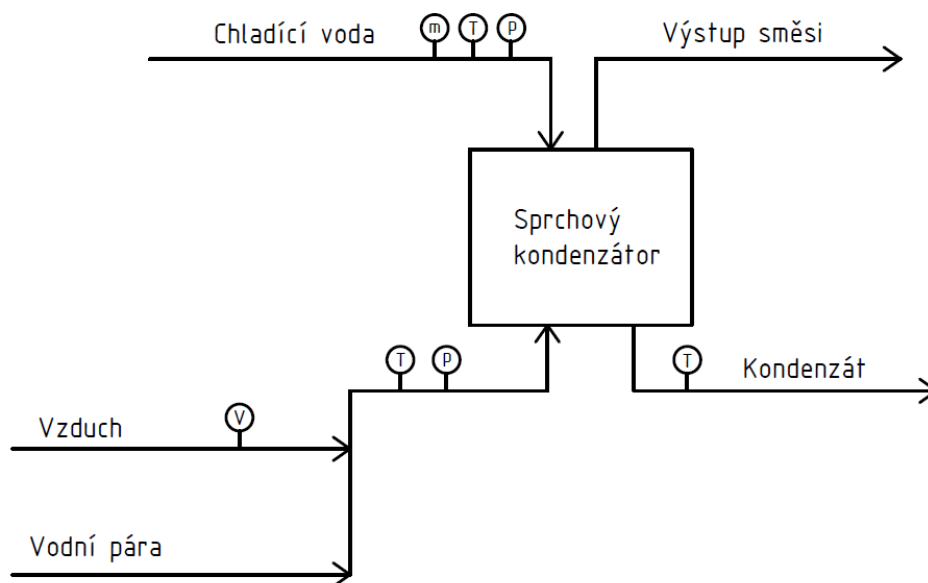 Chladící voda
m T P
Výstup směsi
Sprchový
kondenzátor
T P
T
Kondenzát
Vzduch
V
Vodní pára